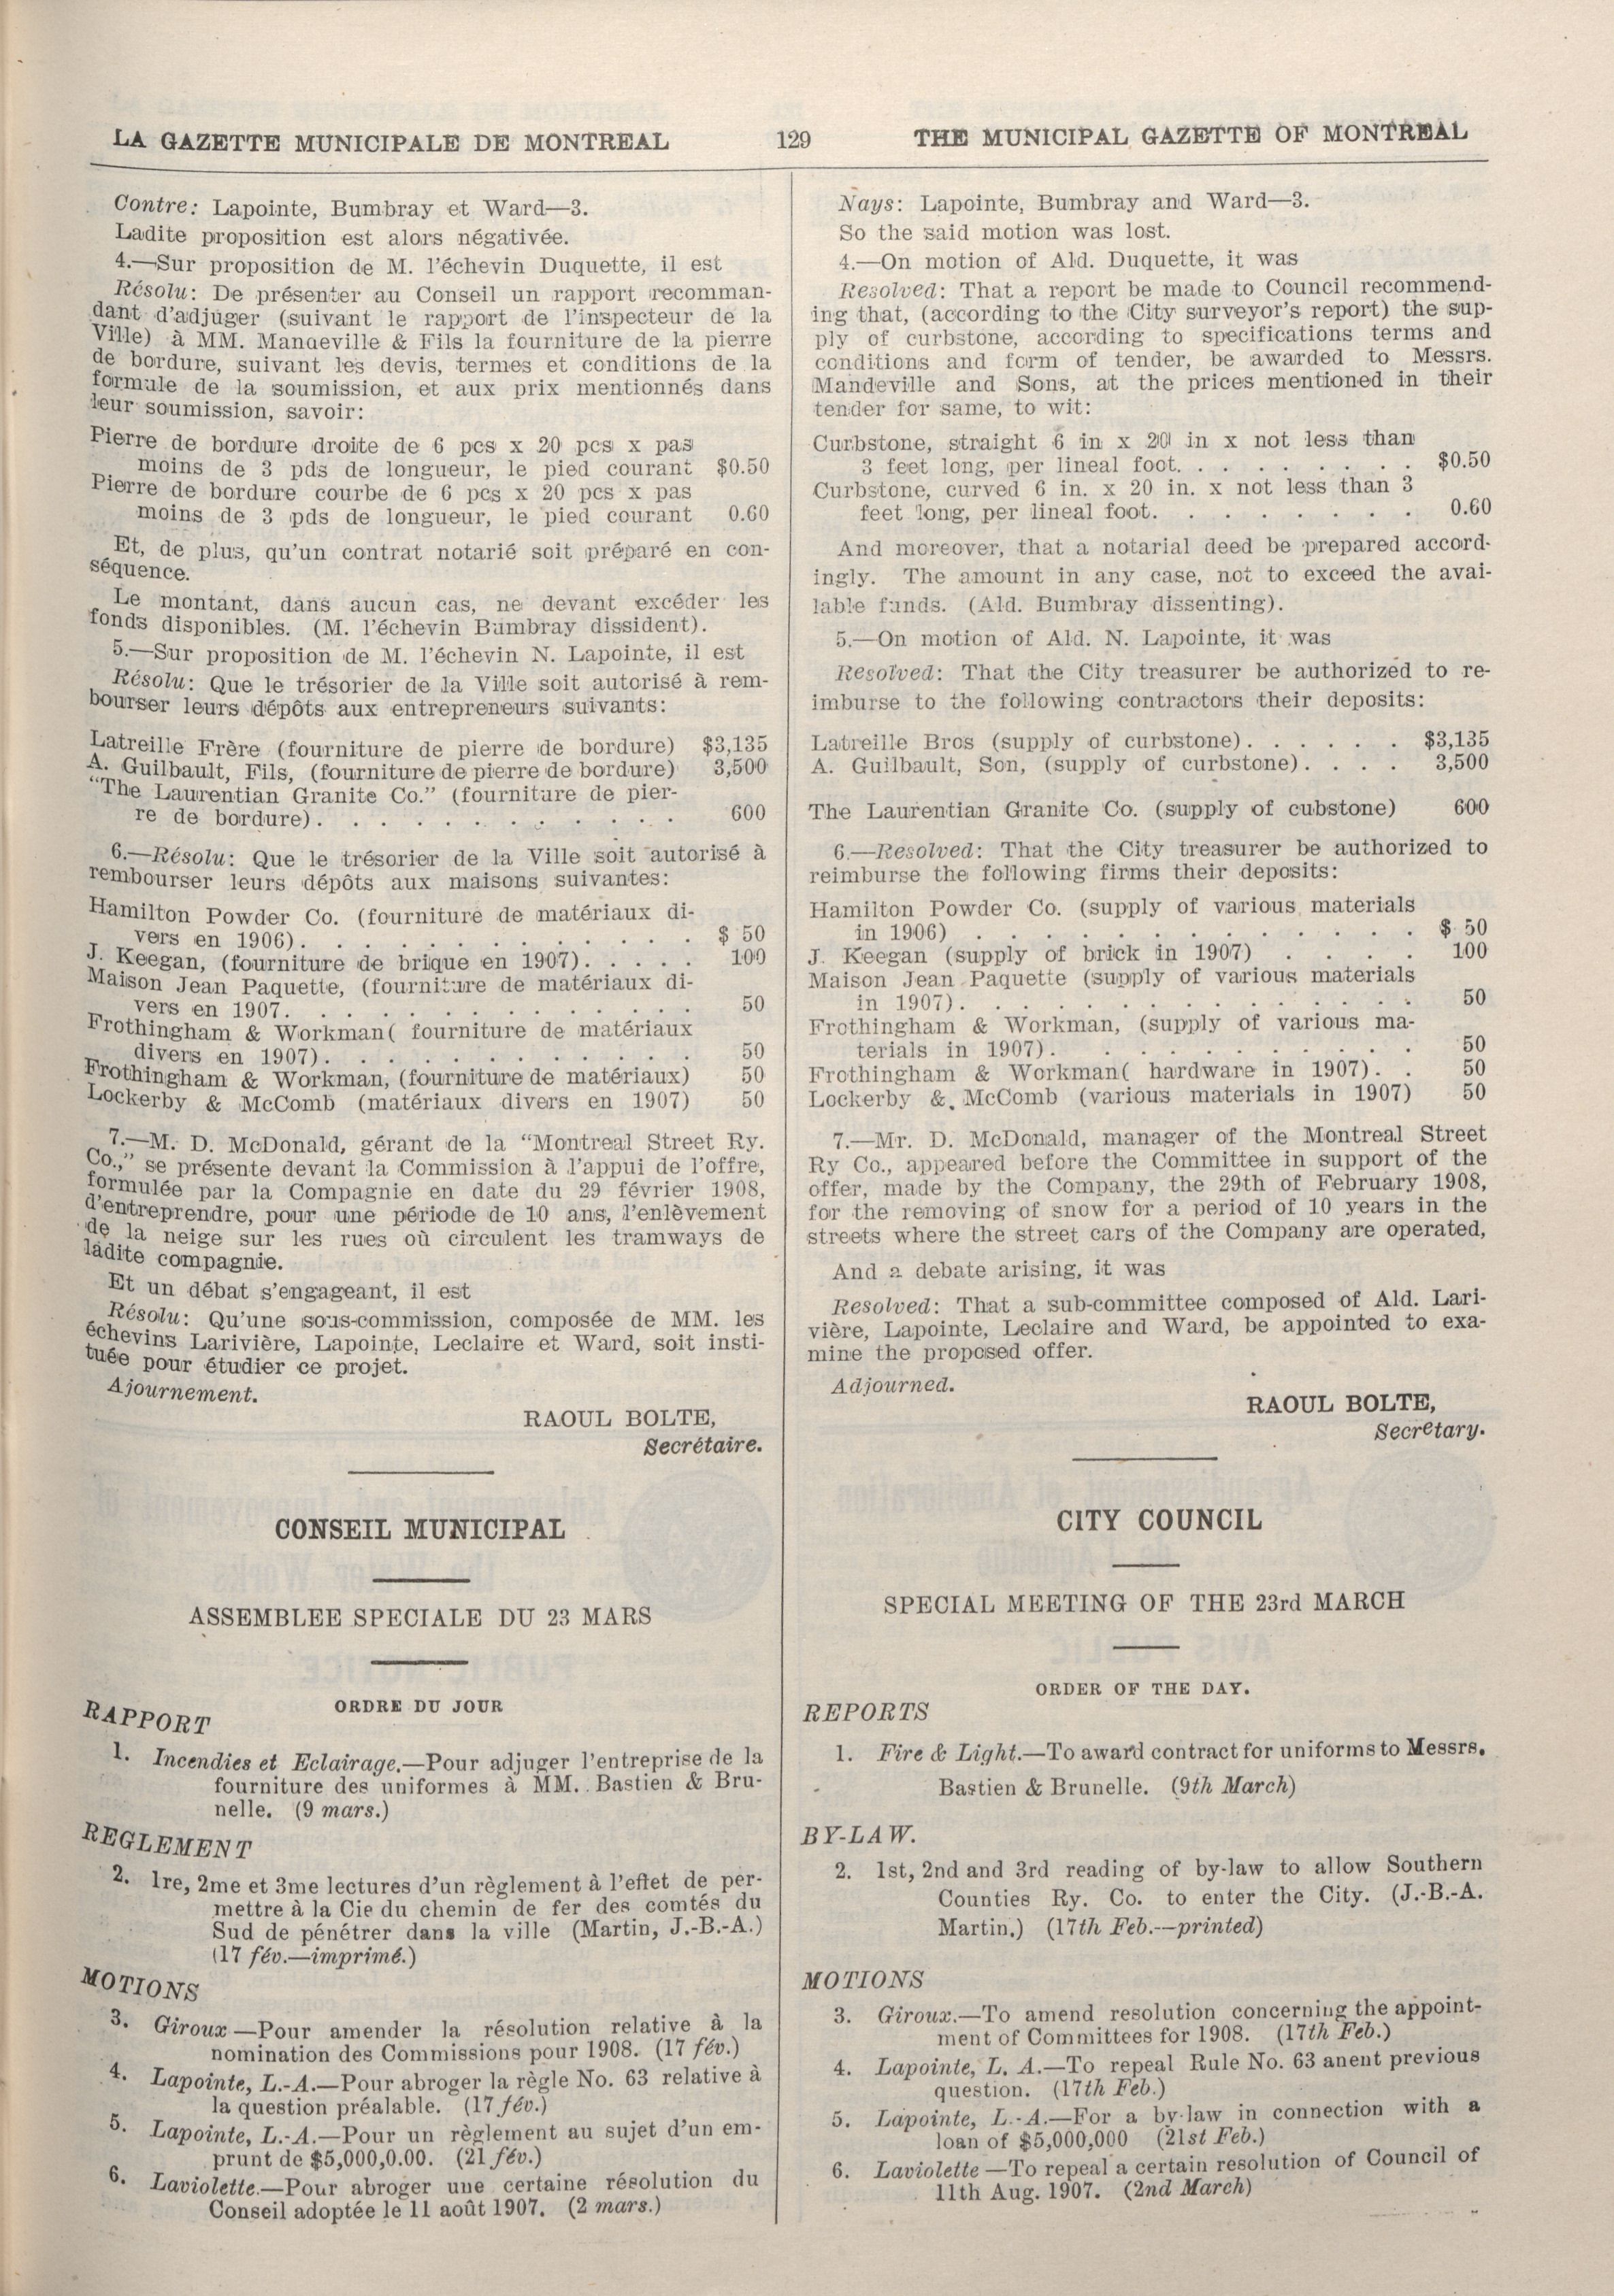 LA GAZETTE MUNICIPALE DE MONTREAL
129
THE MUNICIPAL GAZETTE OF MONTREAL
Contre: Lapointe, Bumbray et Ward—3.
Ladite proposition est alors négativée.
4.—Sur proposition de M. l'échevin Duquette, il est
Résolu: De présenter au Conseil un rapport recomman-
dant d'adjuger (suivant le rapport de l'inspecteur de la
Ville) à MM. Mandeville & Fils la fourniture de la pierre
de bordure, suivant les devis, termes et conditions de la
formule de la soumission, et aux prix mentionnés dans
leur soumission, savoir:
Pierre de bordure droite de 6 pcs x 20 pcs x pas
moins de 3 pds de longueur, le pied courant $0.50
Pierre de bordure courbe de 6 pcs x 20 pcs x pas
moins de 3 pds de longueur, le pied courant 0.60
Et, de plus, qu'un contrat notarié soit préparé en con-
séquence.
Le montant, dans aucun cas, ne devant excéder les
fonds disponibles. (M. l'échevin Bumbray dissident).
5.—Sur proposition de M. l'échevin N. Lapointe, il est
Résolu: Que le trésorier de la Ville soit autorisé à rem-
bourser leurs dépôts aux entrepreneurs suivants:
Latreille Frère (fourniture de pierre de bordure) $3,135
A. Guilbault, Fils, (fourniture de pierre de bordure) 3,500
"The Laurentian Granite Co." (fourniture de pier-
re de bordure). . . . . . . . . . . . . 600
6.—Résolu: Que le trésorier de la Ville soit autorisé à
rembourser leurs dépôts aux maisons suivantes:
Hamilton Powder Co. (fourniture de matériaux di-
vers en 1906). . . . . . . . . . . . . . $ 50
J. Keegan, (fourniture de brique en 1907). . . . . 100
Maison Jean Paquette, (fourniture de matériaux di-
vers en 1907. . . . . . . . . . . . . . . 50
Frothingham & Workman( fourniture de matériaux
divers en 1907). . . . . . . . . . . . . 50
Frothingham & Workman, (fourniture de matériaux) 50
Lockerby & McComb (matériaux divers en 1907) 50
7.—M. D. McDonald, gérant de la "Montreal Street Ry.
Co.," se présente devant la Commission à l'appui de l'offre,
formulée par la Compagnie en date du 29 février 1908,
d'entreprendre, pour une période de 10 ans, l'enlèvement
de la neige sur les rues où circulent les tramways de
ladite compagnie.
Et un débat s'engageant, il est
Résolu: Qu'une sous-commission, composée de MM. les
échevins Larivière, Lapointe, Leclaire et Ward, soit insti-
tuée pour étudier ce projet.
Ajournement.
RAOUL BOLTE,
Secrétaire.
CONSEIL MUNICIPAL
ASSEMBLEE SPECIALE DU 23 MARS
ORDRE DU JOUR
RAPPORT
1. Incendies et Eclairage.—Pour adjuger l'entreprise de la
fourniture des uniformes à MM. Bastien & Bru-
nelle. (9 mars.)
REGLEMENT
2. 1re, 2me et 3me lectures d'un règlement à l'effet de per-
mettre à la Cie du chemin de fer des comtés du
Sud de pénétrer dans la ville (Martin, J.-B.-A.)
(17 fév.—imprimé.)
MOTIONS
3. Giroux—Pour amender la résolution relative à la
nomination des Commissions pour 1908. (17 fév.)
4. Lapointe, L.-A.—Pour abroger la règle No. 63 relative à
la question préalable. (17 fév.)
5. Lapointe, L.-A.—Pour un règlement au sujet d'un em-
prunt de $5,000,0.00. (21 fév.)
6. Laviolette.—Pour abroger une certaine résolution du
Conseil adoptée le 11 août 1907. (2 mars.)
Nays: Lapointe, Bumbray and Ward—3.
So the said motion was lost.
4.—On motion of Ald. Duquette, it was
Resolved: That a report be made to Council recommend-
ing that, (according to the City surveyor's report) the sup-
ply of curbstone, according to specifications terms and
conditions and form of tender, be awarded to Messrs.
Mandeville and Sons, at the prices mentioned in their
tender for same, to wit:
Curbstone, straight 6 in x 20 in x not less than
3 feet long, per lineal foot. . . . . . . . . $0.50
Curbstone, curved 6 in. x 20 in. x not less than 3
feet long, per lineal foot. . . . . . . . . 0.60
And moreover, that a notarial deed be prepared accord-
ingly. The amount in any case, not to exceed the avai-
lable funds. (Ald. Bumbray dissenting).
5.—On motion of Ald. N. Lapointe, it was
Resolved: That the City treasurer be authorized to re-
imburse to the following contractors their deposits:
Latreille Bros (supply of curbstone). . . . . . $3,135
A. Guilbault, Son, (supply of curbstone). . . . 3,500
The Laurentian Granite Co. (supply of cubstone) 600
6.—Resolved: That the City treasurer be authorized to
reimburse the following firms their deposits:
Hamilton Powder Co. (supply of various materials
in 1906) . . . . . . . . . . . . . . . $ 50
J. Keegan (supply of brick in 1907) . . . . . 100
Maison Jean Paquette (supply of various materials
in 1907). . . . . . . . . . . . . . . . 50
Frothingham & Workman, (supply of various ma-
terials in 1907). . . . . . . . . . . . 50
Frothingham & Workman( hardware in 1907). . 50
Lockerby & McComb (various materials in 1907) 50
7.—Mr. D. McDonald, manager of the Montreal Street
Ry Co., appeared before the Committee in support of the
offer, made by the Company, the 29th of February 1908,
for the removing of snow for a period of 10 years in the
streets where the street cars of the Company are operated,
And a debate arising, it was
Resolved: That a sub-committee composed of Ald. Lari-
vière, Lapointe, Leclaire and Ward, be appointed to exa-
mine the proposed offer.
Adjourned.
RAOUL BOLTE,
Secretary.
CITY COUNCIL
SPECIAL MEETING OF THE 23rd MARCH
ORDER OF THE DAY.
REPORTS
1. Fire & Light.—To award contract for uniforms to Messrs.
Bastien & Brunelle. (9th March)
BY-LAW.
2. 1st, 2nd and 3rd reading of by-law to allow Southern
Counties Ry. Co. to enter the City. (J.-B.-A.
Martin.) (17th Feb.--printed)
MOTIONS
3. Giroux.—To amend resolution concerning the appoint-
ment of Committees for 1908. (17th Feb.)
4. Lapointe, L. A.—To repeal Rule No. 63 anent previous
question. (17th Feb.)
5. Lapointe, L.-A.—For a by-law in connection with a
loan of $5,000,000 (21st Feb.)
6. Laviolette—To repeal a certain resolution of Council of
11th Aug. 1907. (2nd March)